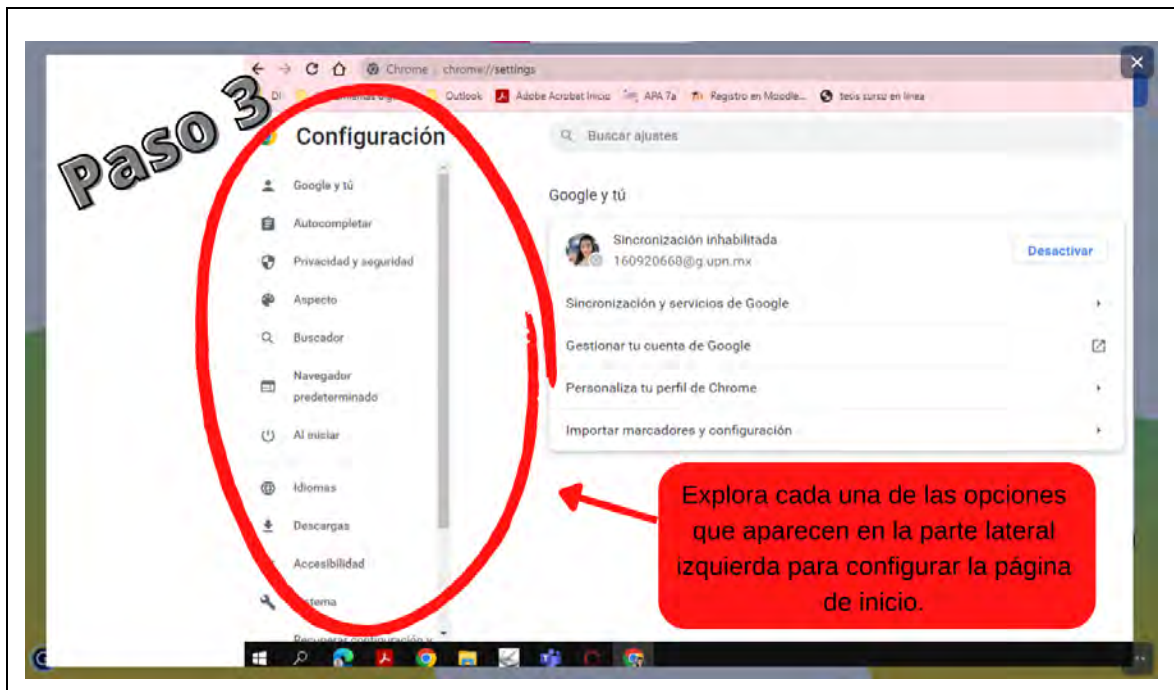 Paso 3
Chrome chrome://settings
Outlook Adobe Acrobat Inicio APA 7a Registro en Moodle... tesis curso en linea
Configuración
Buscar ajustes
Google y tú
Autocompletar
Privacidad y seguridad
Aspecto
Buscador
Navegador
predeterminado
Al iniciar
Idiomas
Descargas
Accesibilidad
Sistema
Recuperar configuración y
Google y tú
Sincronización inhabilitada
160920668@g.upn.mx
Desactivar
Sincronización y servicios de Google
Gestionar tu cuenta de Google
Personaliza tu perfil de Chrome
Importar marcadores y configuración
Explora cada una de las opciones
que aparecen en la parte lateral
izquierda para configurar la página
de inicio.